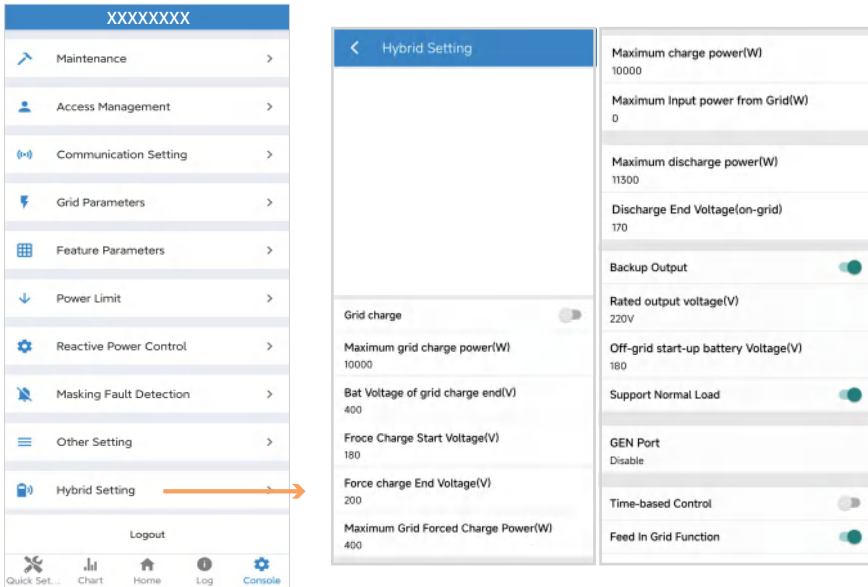 XXXXXXXX
Maintenance
Access Management
Communication Setting
Grid Parameters
Feature Parameters
Power Limit
Reactive Power Control
Masking Fault Detection
Other Setting
Hybrid Setting
Logout
Quick Set...
Chart
Home
Log
Console
Hybrid Setting
Grid charge
Maximum grid charge power(W)
10000
Bat Voltage of grid charge end(V)
400
Froce Charge Start Voltage(V)
180
Force charge End Voltage(V)
200
Maximum Grid Forced Charge Power(W)
400
Maximum charge power(W)
10000
Maximum Input power from Grid(W)
0
Maximum discharge power(W)
11300
Discharge End Voltage(on-grid)
170
Backup Output
Rated output voltage(V)
220V
Off-grid start-up battery Voltage(V)
180
Support Normal Load
GEN Port
Disable
Time-based Control
Feed In Grid Function